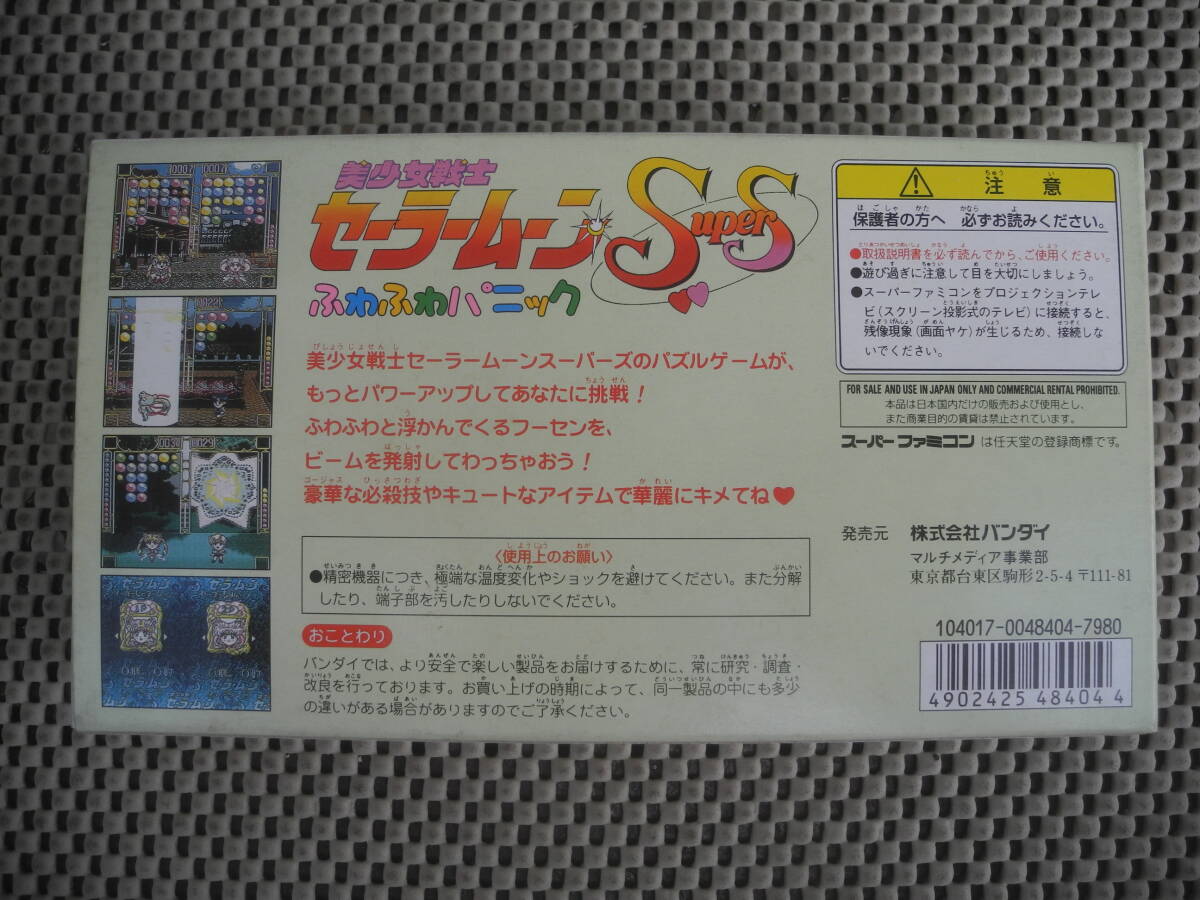 美少女戦士
セーラームーン SuperS
ふわふわパニック
美少女戦士セーラームーンスーパーズのパズルゲームが、
もっとパワーアップしてあなたに挑戦！
ふわふわと浮かんでくるフーセンを、
ビームを発射してわっちゃおう！
豪華な必殺技やキュートなアイテムで華麗にキメてね♥
〈使用上のお願い〉
●精密機器につき、極端な温度変化やショックを避けてください。また分解
したり、端子部を汚したりしないでください。
おことわり
バンダイでは、より安全で楽しい製品をお届けするために、常に研究・調査・
改良を行っております。お買い上げの時期によって、同一製品の中にも多少
の違いがある場合がありますのでご了承ください。
注意
保護者の方へ 必ずお読みください。
●取扱説明書を必ず読んでから、ご使用ください。
●遊び過ぎに注意して目を大切にしましょう。
●スーパーファミコンをプロジェクションテレ
ビ(スクリーン投影式のテレビ)に接続すると、
残像現象(画面ヤケ)が生じるため、接続しな
いでください。
FOR SALE AND USE IN JAPAN ONLY AND COMMERCIAL RENTAL PROHIBITED.
本品は日本国内だけの販売および使用とし、
また商業目的の賃貸は禁止されています。
スーパーファミコン は任天堂の登録商標です。
発売元 株式会社バンダイ
マルチメディア事業部
東京都台東区駒形2-5-4 〒111-81
104017-0048404-7980
4902425 484044